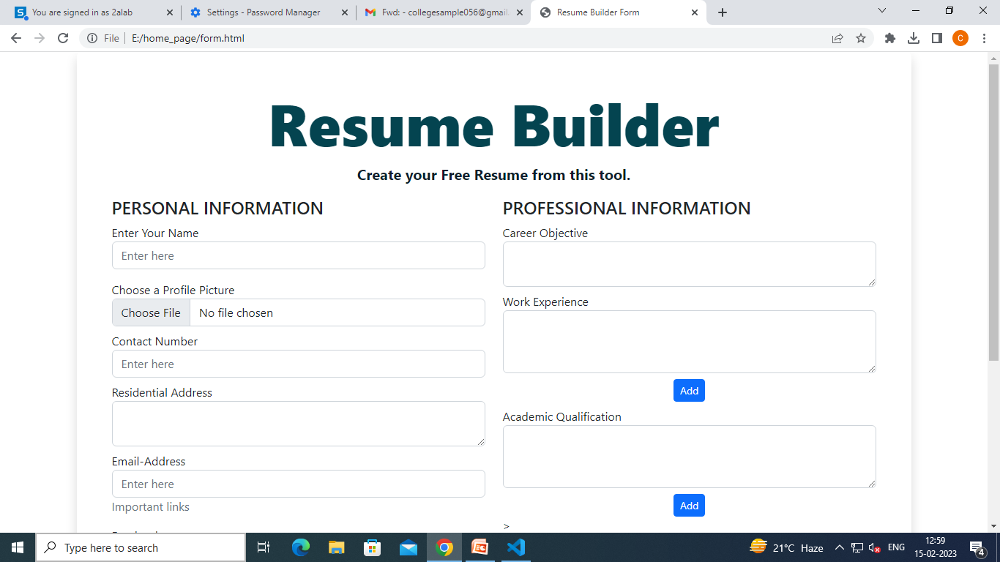 You are signed in as 2alab
Settings - Password Manager
Fwd: - collegesample056@gmail.
Resume Builder Form
File
E:/home_page/form.html
C
Resume Builder
Create your Free Resume from this tool.
PERSONAL INFORMATION
Enter Your Name
Enter here
Choose a Profile Picture
Choose File No file chosen
Contact Number
Enter here
Residential Address
Email-Address
Enter here
Important links
PROFESSIONAL INFORMATION
Career Objective
Work Experience
Add
Academic Qualification
Add
>
Type here to search
21°C Haze
ENG
12:59
15-02-2023
4